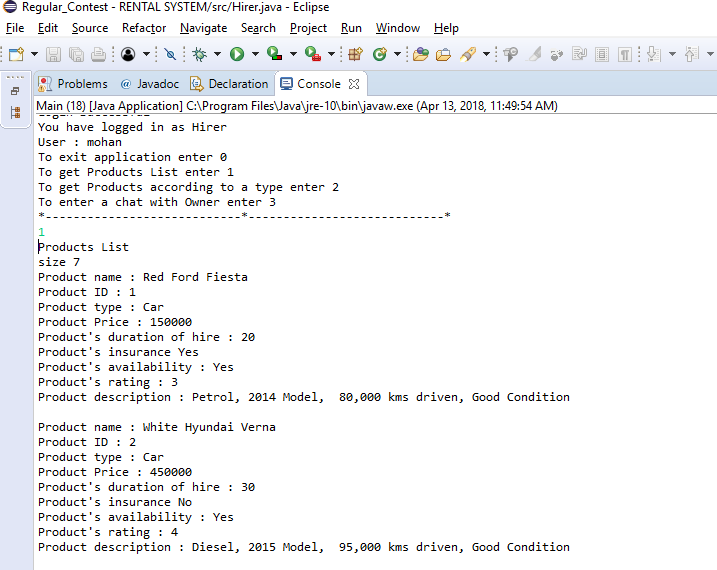 Regular_Contest - RENTAL SYSTEM/src/Hirer.java - Eclipse
File Edit Source Refactor Navigate Search Project Run Window Help
Problems @ Javadoc Declaration Console
Main (18) [Java Application] C:\Program Files\Java\jre-10\bin\javaw.exe (Apr 13, 2018, 11:49:54 AM)
Login Successful
You have logged in as Hirer
User : mohan
To exit application enter 0
To get Products List enter 1
To get Products according to a type enter 2
To enter a chat with Owner enter 3
*----------------------------*----------------------------*
1
Products List
size 7
Product name : Red Ford Fiesta
Product ID : 1
Product type : Car
Product Price : 150000
Product's duration of hire : 20
Product's insurance Yes
Product's availability : Yes
Product's rating : 3
Product description : Petrol, 2014 Model,  80,000 kms driven, Good Condition
Product name : White Hyundai Verna
Product ID : 2
Product type : Car
Product Price : 450000
Product's duration of hire : 30
Product's insurance No
Product's availability : Yes
Product's rating : 4
Product description : Diesel, 2015 Model,  95,000 kms driven, Good Condition